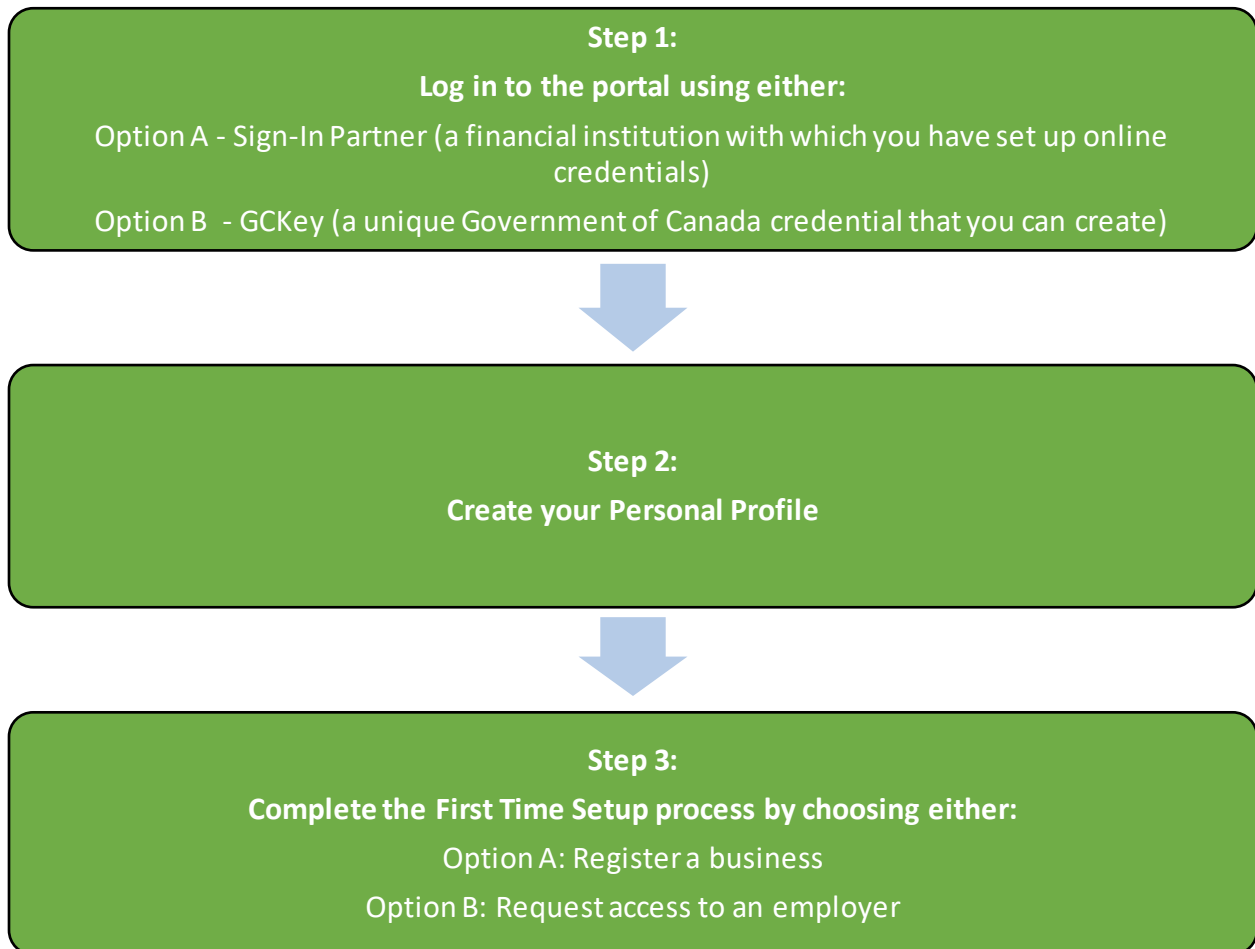 Step 1:
Log in to the portal using either:
Option A - Sign-In Partner (a financial institution with which you have set up online
credentials)
Option B - GCKey (a unique Government of Canada credential that you can create)
Step 2:
Create your Personal Profile
Step 3:
Complete the First Time Setup process by choosing either:
Option A: Register a business
Option B: Request access to an employer